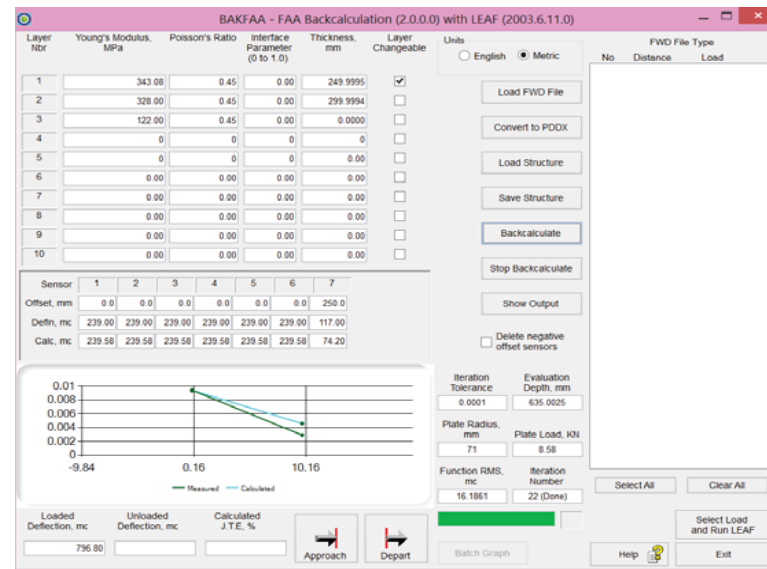 BAKFAA - FAA Backcalculation (2.0.0.0) with LEAF (2003.6.11.0)
Layer Nbr Young's Modulus, MPa Poisson's Ratio Interface Parameter (0 to 1.0) Thickness, mm Layer Changeable
1 343.08 0.45 0.00 249.9995
2 328.00 0.45 0.00 299.9994
3 122.00 0.45 0.00 0.0000
4 0 0 0 0
5 0 0 0 0.00
6 0.00 0.00 0.00 0.00
7 0.00 0.00 0.00 0.00
8 0.00 0.00 0.00 0.00
9 0.00 0.00 0.00 0.00
10 0.00 0.00 0.00 0.00
Sensor 1 2 3 4 5 6 7
Offset, mm 0.0 0.0 0.0 0.0 0.0 0.0 250.0
Defln, mc 239.00 239.00 239.00 239.00 239.00 239.00 117.00
Calc, mc 239.58 239.58 239.58 239.58 239.58 239.58 74.20
0.01
0.008
0.006
0.004
0.002
0
-9.84 0.16 10.16
Measured Calculated
Loaded Deflection, mc Unloaded Deflection, mc Calculated J.T.E, %
796.80
Approach Depart
Units
English Metric
Load FWD File
Convert to PDDX
Load Structure
Save Structure
Backcalculate
Stop Backcalculate
Show Output
Delete negative offset sensors
Iteration Tolerance Evaluation Depth, mm
0.0001 635.0025
Plate Radius, mm Plate Load, KN
71 8.58
Function RMS, mc Iteration Number
16.1861 22 (Done)
Batch Graph
FWD File Type
No Distance Load
Select All Clear All
Select Load and Run LEAF
Help Exit